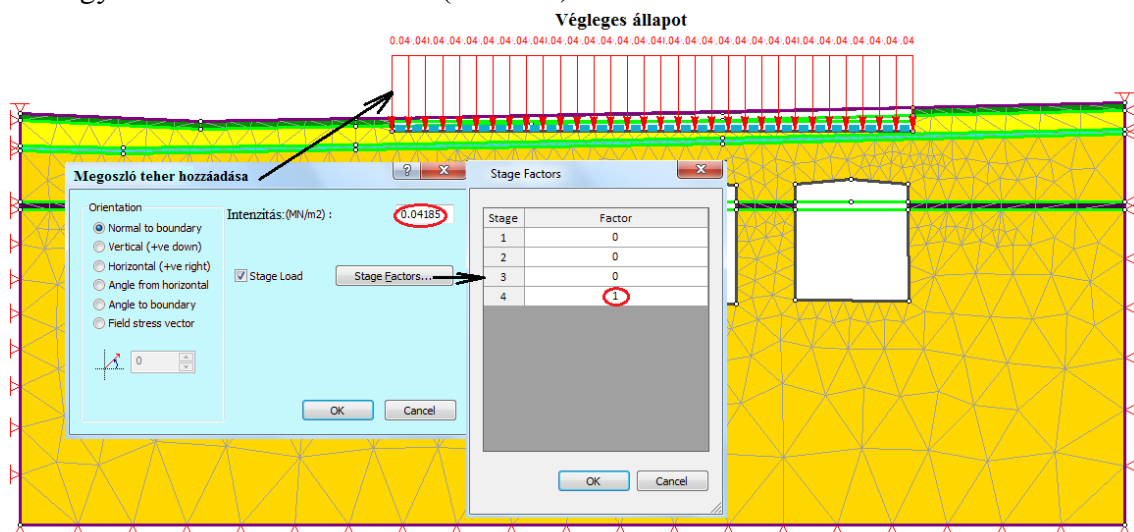 Végleges állapot
Megoszló teher hozzáadása
Orientation
Normal to boundary
Vertical (+ve down)
Horizontal (+ve right)
Angle from horizontal
Angle to boundary
Field stress vector
0
Intenzitás:(MN/m2) :
0.04185
Stage Load
Stage Factors...
OK
Cancel
Stage Factors
Stage Factor
1 0
2 0
3 0
4 1
OK
Cancel